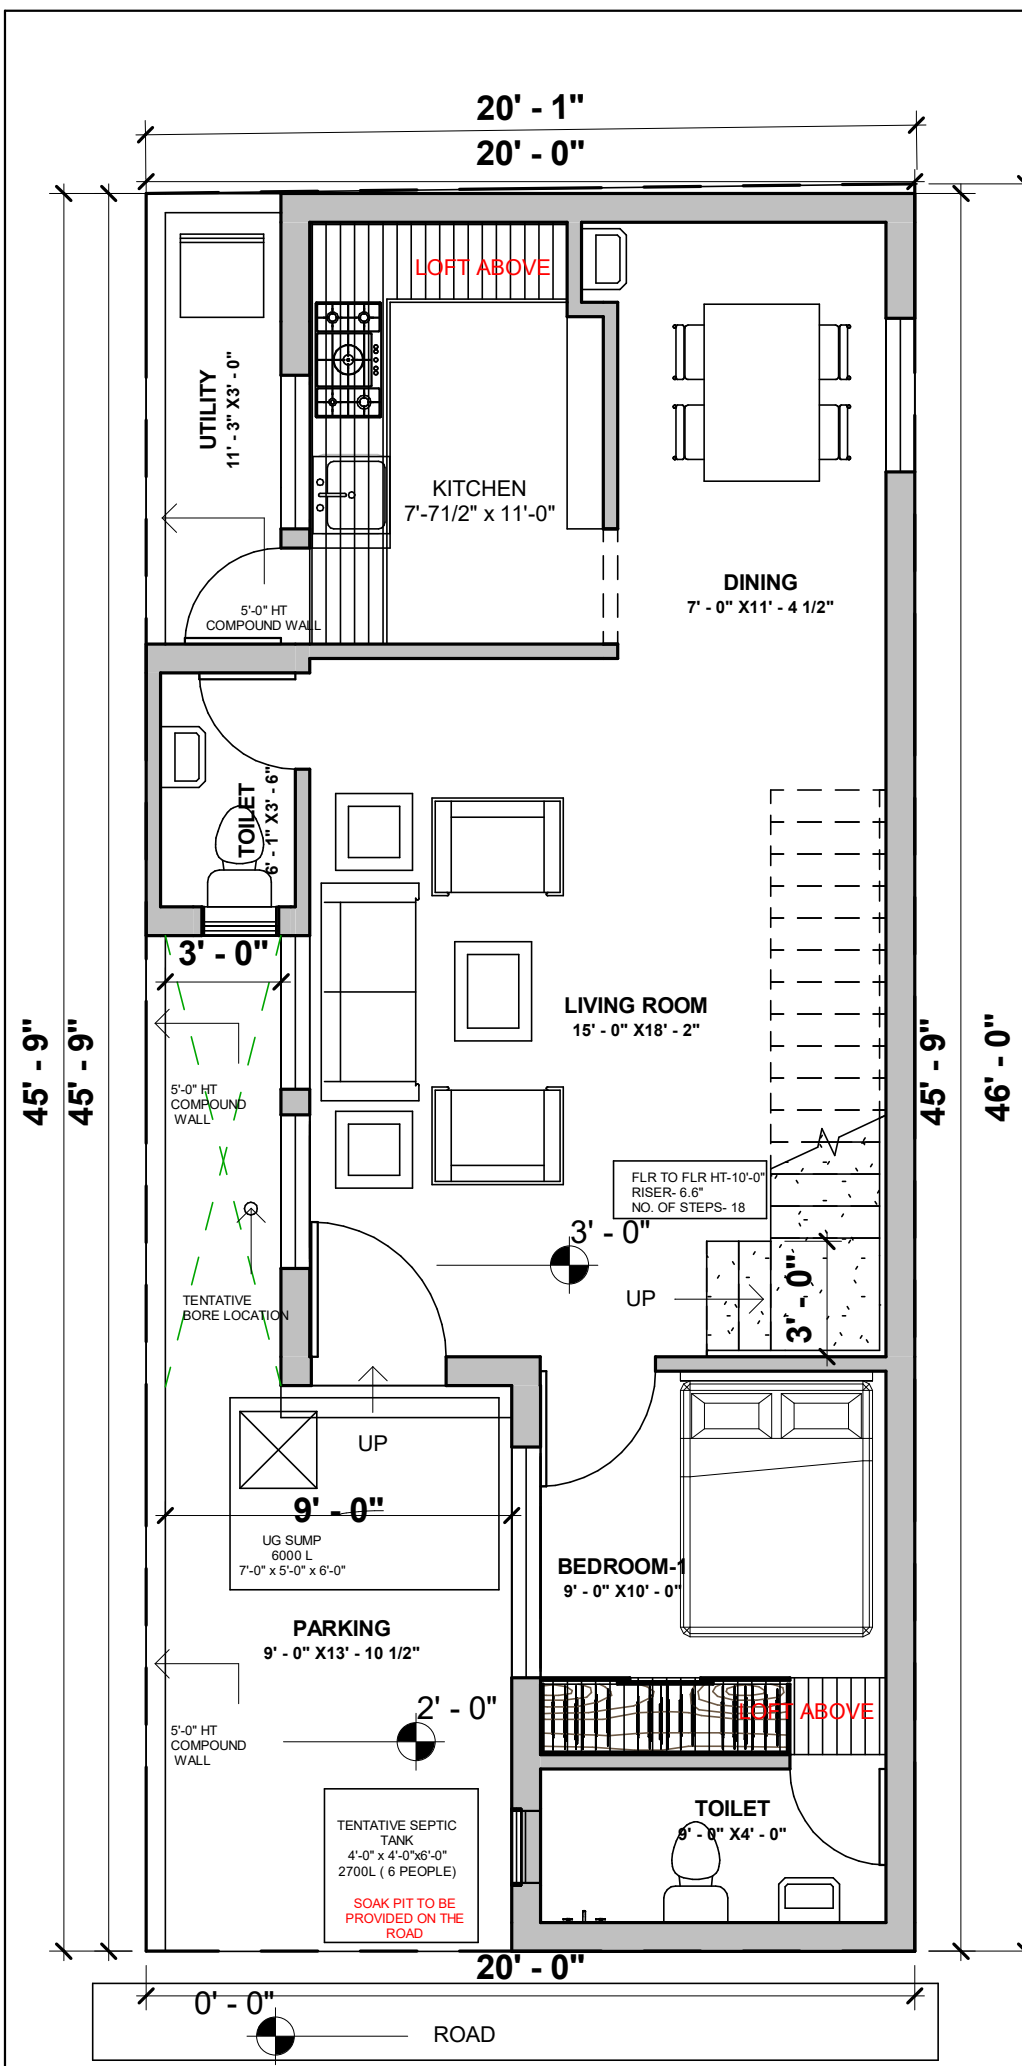 20' - 1"
20' - 0"
LOFT ABOVE
UTILITY
11' - 3" X3' - 0"
KITCHEN
7'-71/2" x 11'-0"
DINING
7' - 0" X11' - 4 1/2"
5'-0" HT
COMPOUND WALL
TOILET
6' - 1" X3' - 6"
3' - 0"
LIVING ROOM
15' - 0" X18' - 2"
45' - 9"
45' - 9"
45' - 9"
46' - 0"
5'-0" HT
COMPOUND
WALL
FLR TO FLR HT-10'-0"
RISER- 6.6"
NO. OF STEPS- 18
3' - 0"
UP
3' - 0"
TENTATIVE
BORE LOCATION
UP
9' - 0"
UG SUMP
6000 L
7'-0" x 5'-0" x 6'-0"
BEDROOM-1
9' - 0" X10' - 0"
PARKING
9' - 0" X13' - 10 1/2"
LOFT ABOVE
2' - 0"
5'-0" HT
COMPOUND
WALL
TOILET
9' - 0" X4' - 0"
TENTATIVE SEPTIC
TANK
4'-0" x 4'-0"x6'-0"
2700L ( 6 PEOPLE)
SOAK PIT TO BE
PROVIDED ON THE
ROAD
20' - 0"
0' - 0"
ROAD